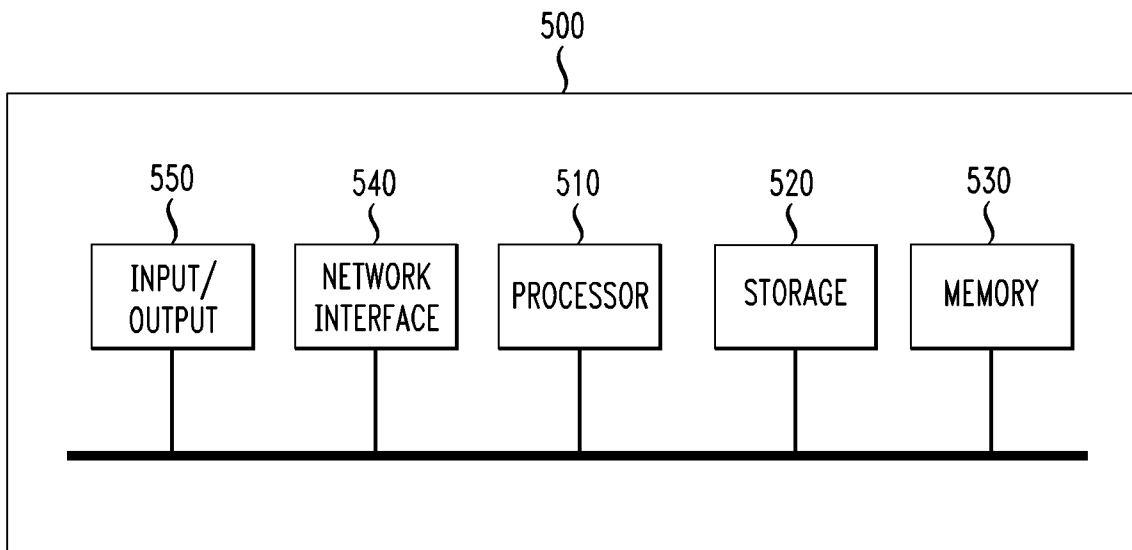 500
550 540 510 520 530
INPUT/
OUTPUT
NETWORK
INTERFACE
PROCESSOR
STORAGE
MEMORY